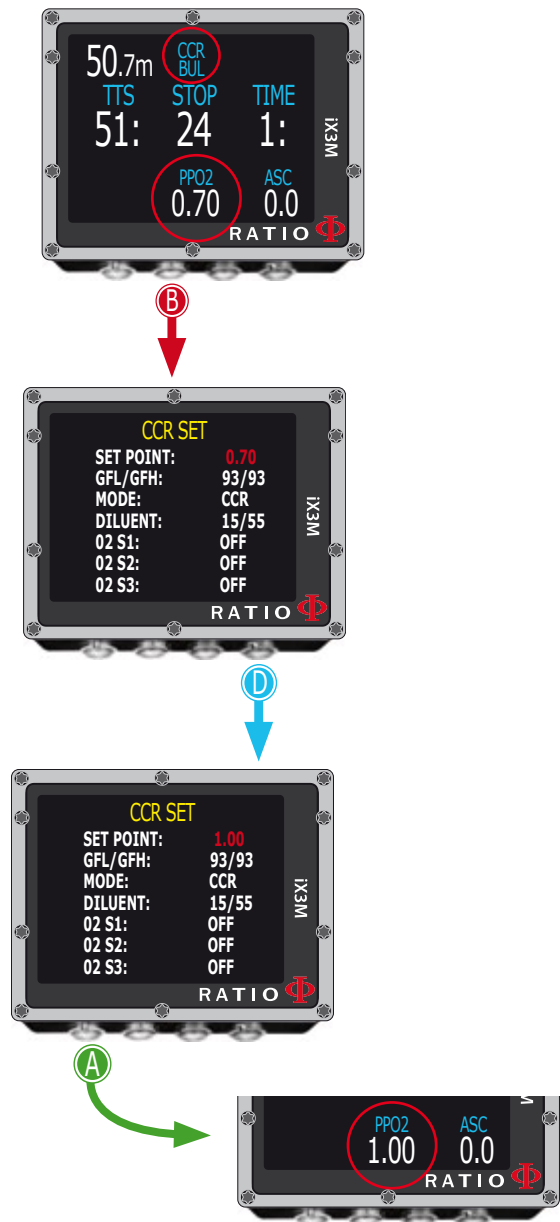 50.7m CCR
BUL
TTS STOP TIME
51: 24 1:
PPO2 ASC
0.70 0.0
iX3M
RATIO
B
CCR SET
SET POINT: 0.70
GFL/GFH: 93/93
MODE: CCR
DILUENT: 15/55
02 S1: OFF
02 S2: OFF
02 S3: OFF
iX3M
RATIO
D
CCR SET
SET POINT: 1.00
GFL/GFH: 93/93
MODE: CCR
DILUENT: 15/55
02 S1: OFF
02 S2: OFF
02 S3: OFF
iX3M
RATIO
A
PPO2 ASC
1.00 0.0
RATIO